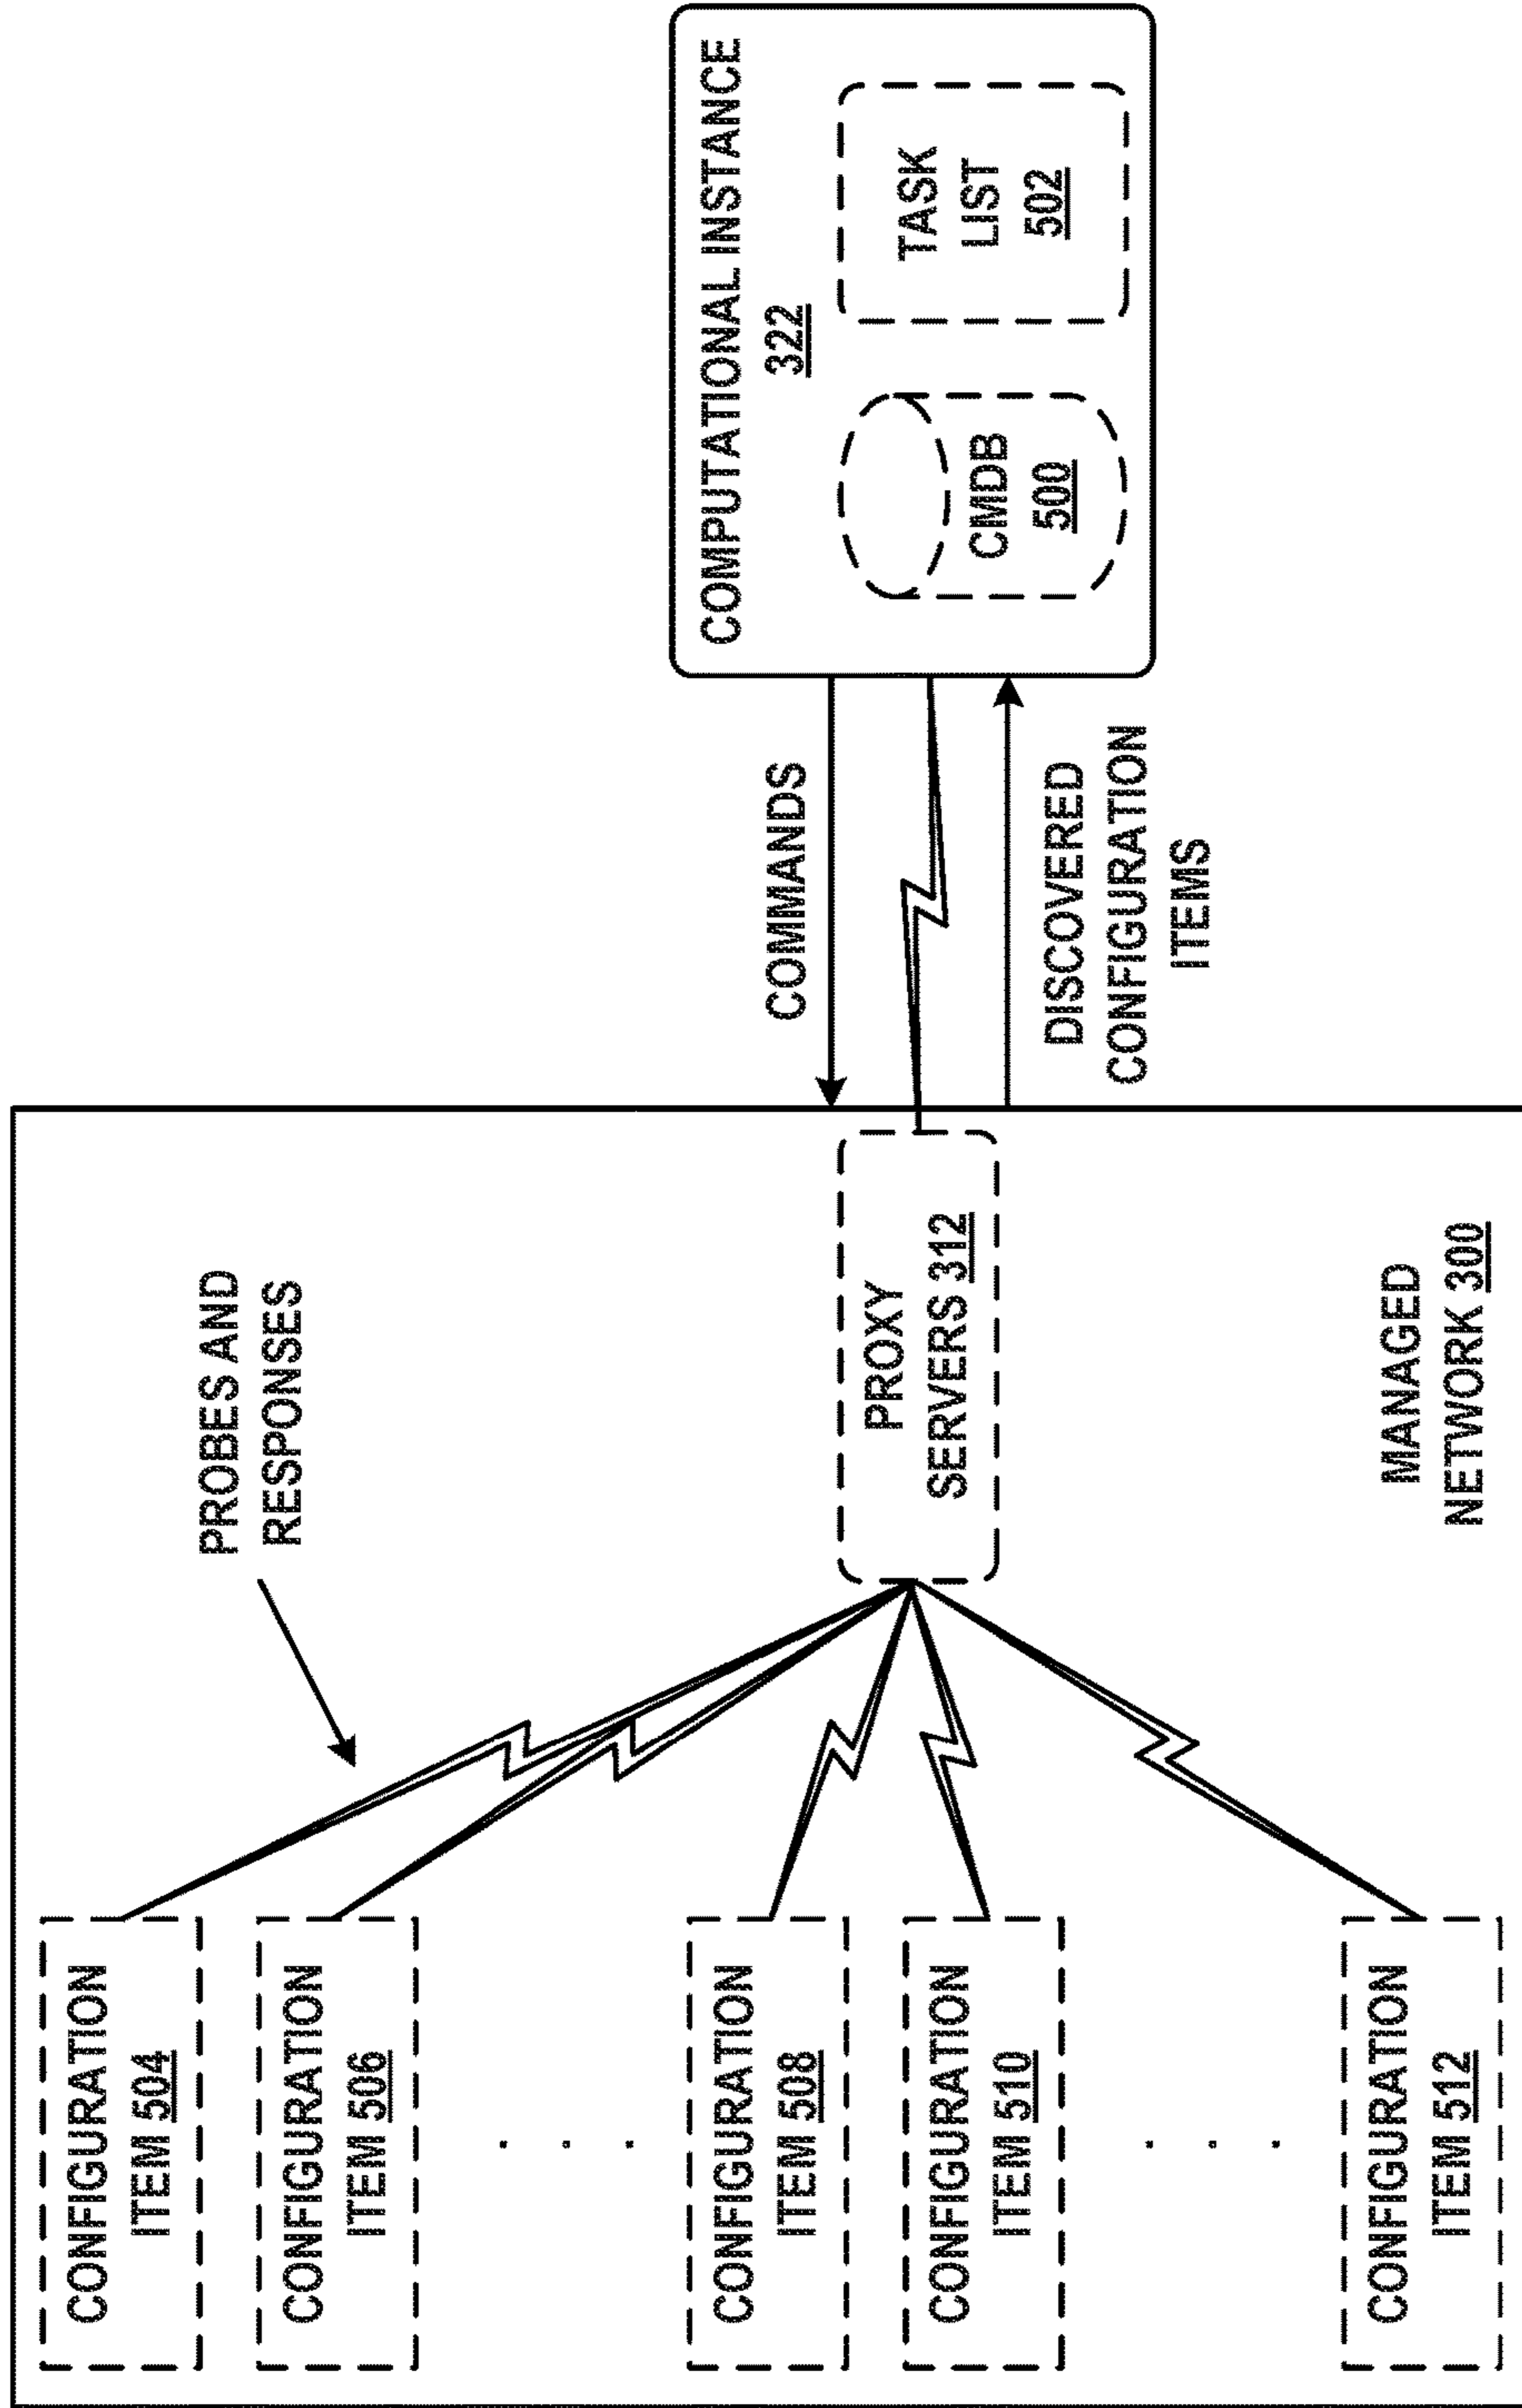 CONFIGURATION
ITEM 504
CONFIGURATION
ITEM 506
. . .
CONFIGURATION
ITEM 508
CONFIGURATION
ITEM 510
. . .
CONFIGURATION
ITEM 512
PROBES AND
RESPONSES
PROXY
SERVERS 312
MANAGED
NETWORK 300
COMMANDS
DISCOVERED
CONFIGURATION
ITEMS
COMPUTATIONAL INSTANCE
322
CMDB
500
TASK
LIST
502